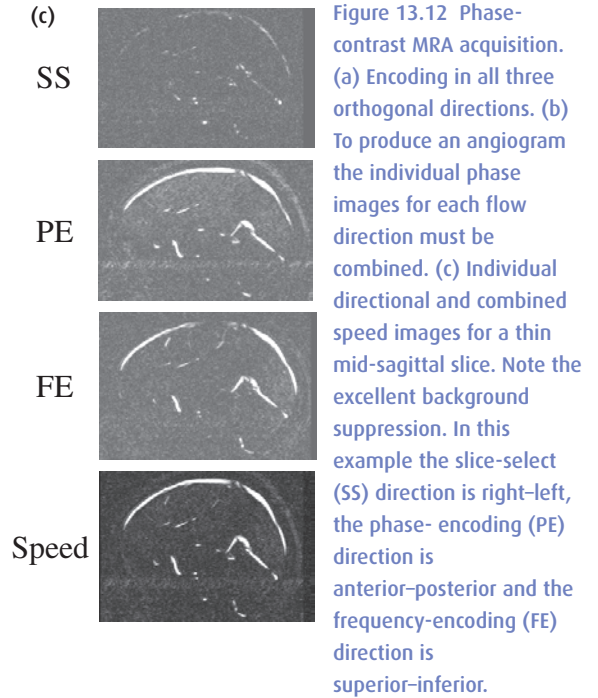 (c)
SS
PE
FE
Speed
Figure 13.12 Phase-
contrast MRA acquisition.
(a) Encoding in all three
orthogonal directions. (b)
To produce an angiogram
the individual phase
images for each flow
direction must be
combined. (c) Individual
directional and combined
speed images for a thin
mid-sagittal slice. Note the
excellent background
suppression. In this
example the slice-select
(SS) direction is right–left,
the phase- encoding (PE)
direction is
anterior–posterior and the
frequency-encoding (FE)
direction is
superior–inferior.